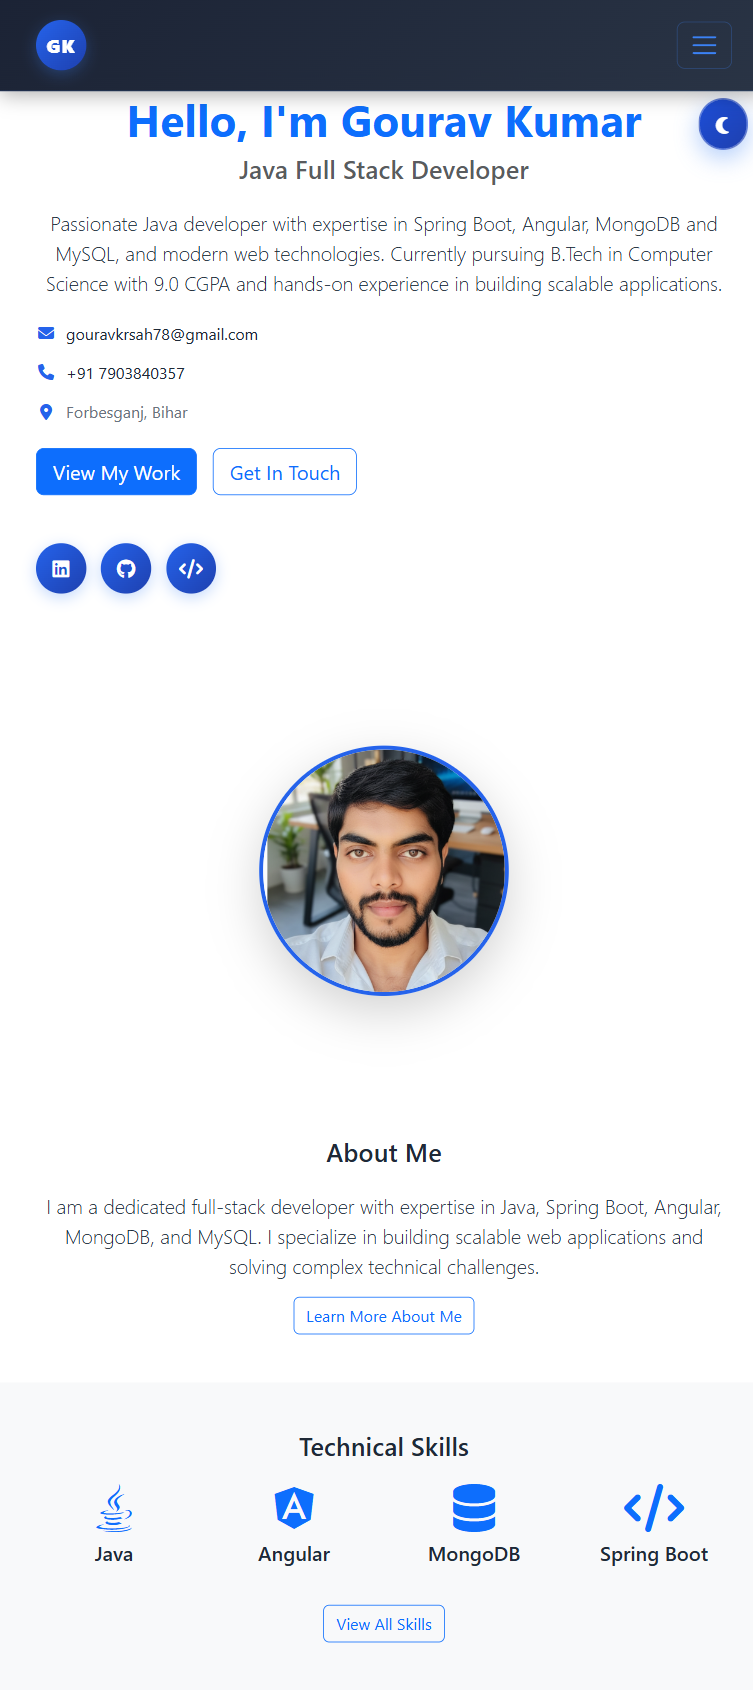 GK
Hello, I'm Gourav Kumar
Java Full Stack Developer
Passionate Java developer with expertise in Spring Boot, Angular, MongoDB and
MySQL, and modern web technologies. Currently pursuing B.Tech in Computer
Science with 9.0 CGPA and hands-on experience in building scalable applications.
gouravkrsah78@gmail.com
+91 7903840357
Forbesganj, Bihar
View My Work
Get In Touch
About Me
I am a dedicated full-stack developer with expertise in Java, Spring Boot, Angular,
MongoDB, and MySQL. I specialize in building scalable web applications and
solving complex technical challenges.
Learn More About Me
Technical Skills
Java
Angular
MongoDB
Spring Boot
View All Skills